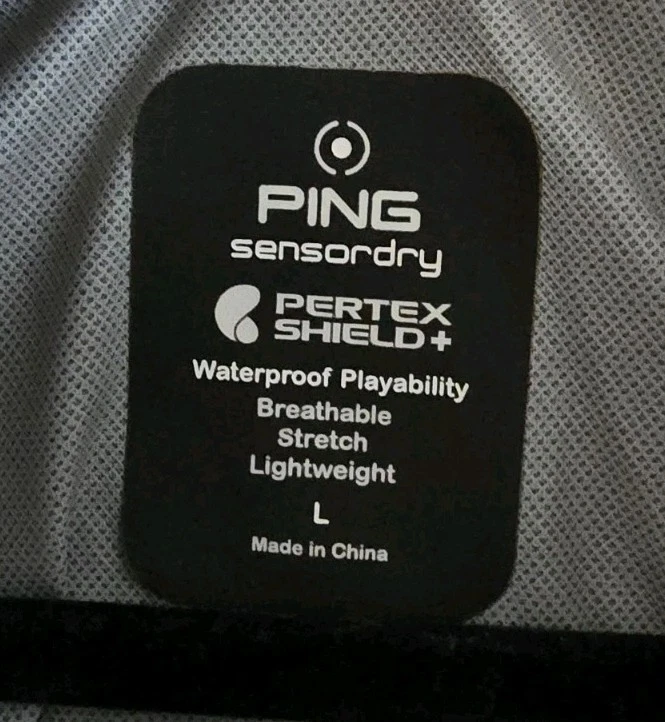 PING
sensordry
PERTEX
SHIELD+
Waterproof Playability
Breathable
Stretch
Lightweight
L
Made in China